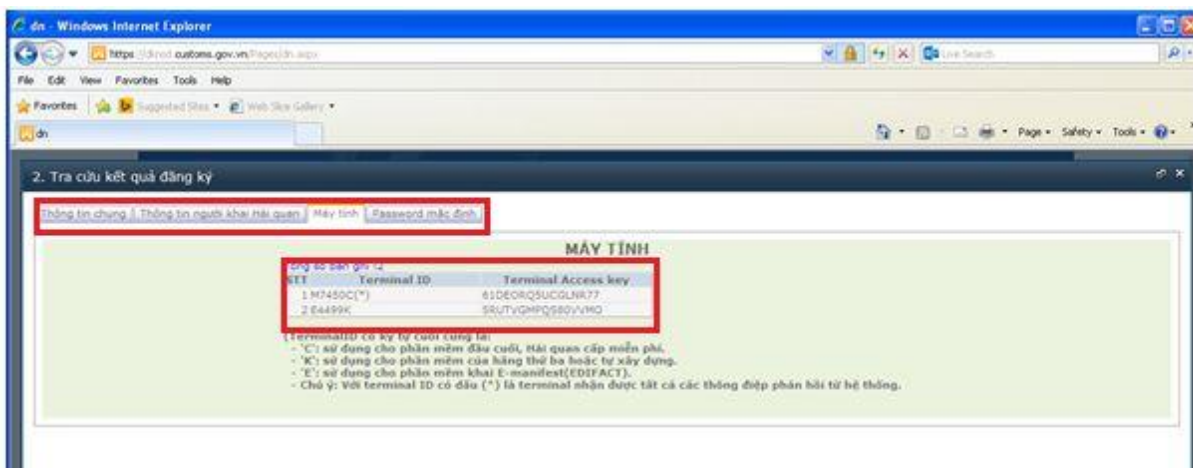 dn - Windows Internet Explorer
customs.gov.vn
Live Search
File Edit View Favorites Tools Help
Favorites Suggested Sites Web Slice Gallery
dn
Page Safety Tools
2. Tra cứu kết quả đăng ký
Thông tin chung Thông tin người khai Hải quan Máy tính Password mặc định
MÁY TÍNH
Tổng số bản ghi
STT Terminal ID Terminal Access key
1 M7450C(*)
2 E4499K
(TerminalID có ký tự cuối cùng là:
- 'C': sử dụng cho phần mềm đầu cuối, Hải quan cấp miễn phí.
- 'K': sử dụng cho phần mềm của hãng thứ ba hoặc tự xây dựng.
- 'E': sử dụng cho phần mềm khai E-manifest(EDIFACT).
- Chú ý: Với terminal ID có dấu (*) là terminal nhận được tất cả các thông điệp phản hồi từ hệ thống.